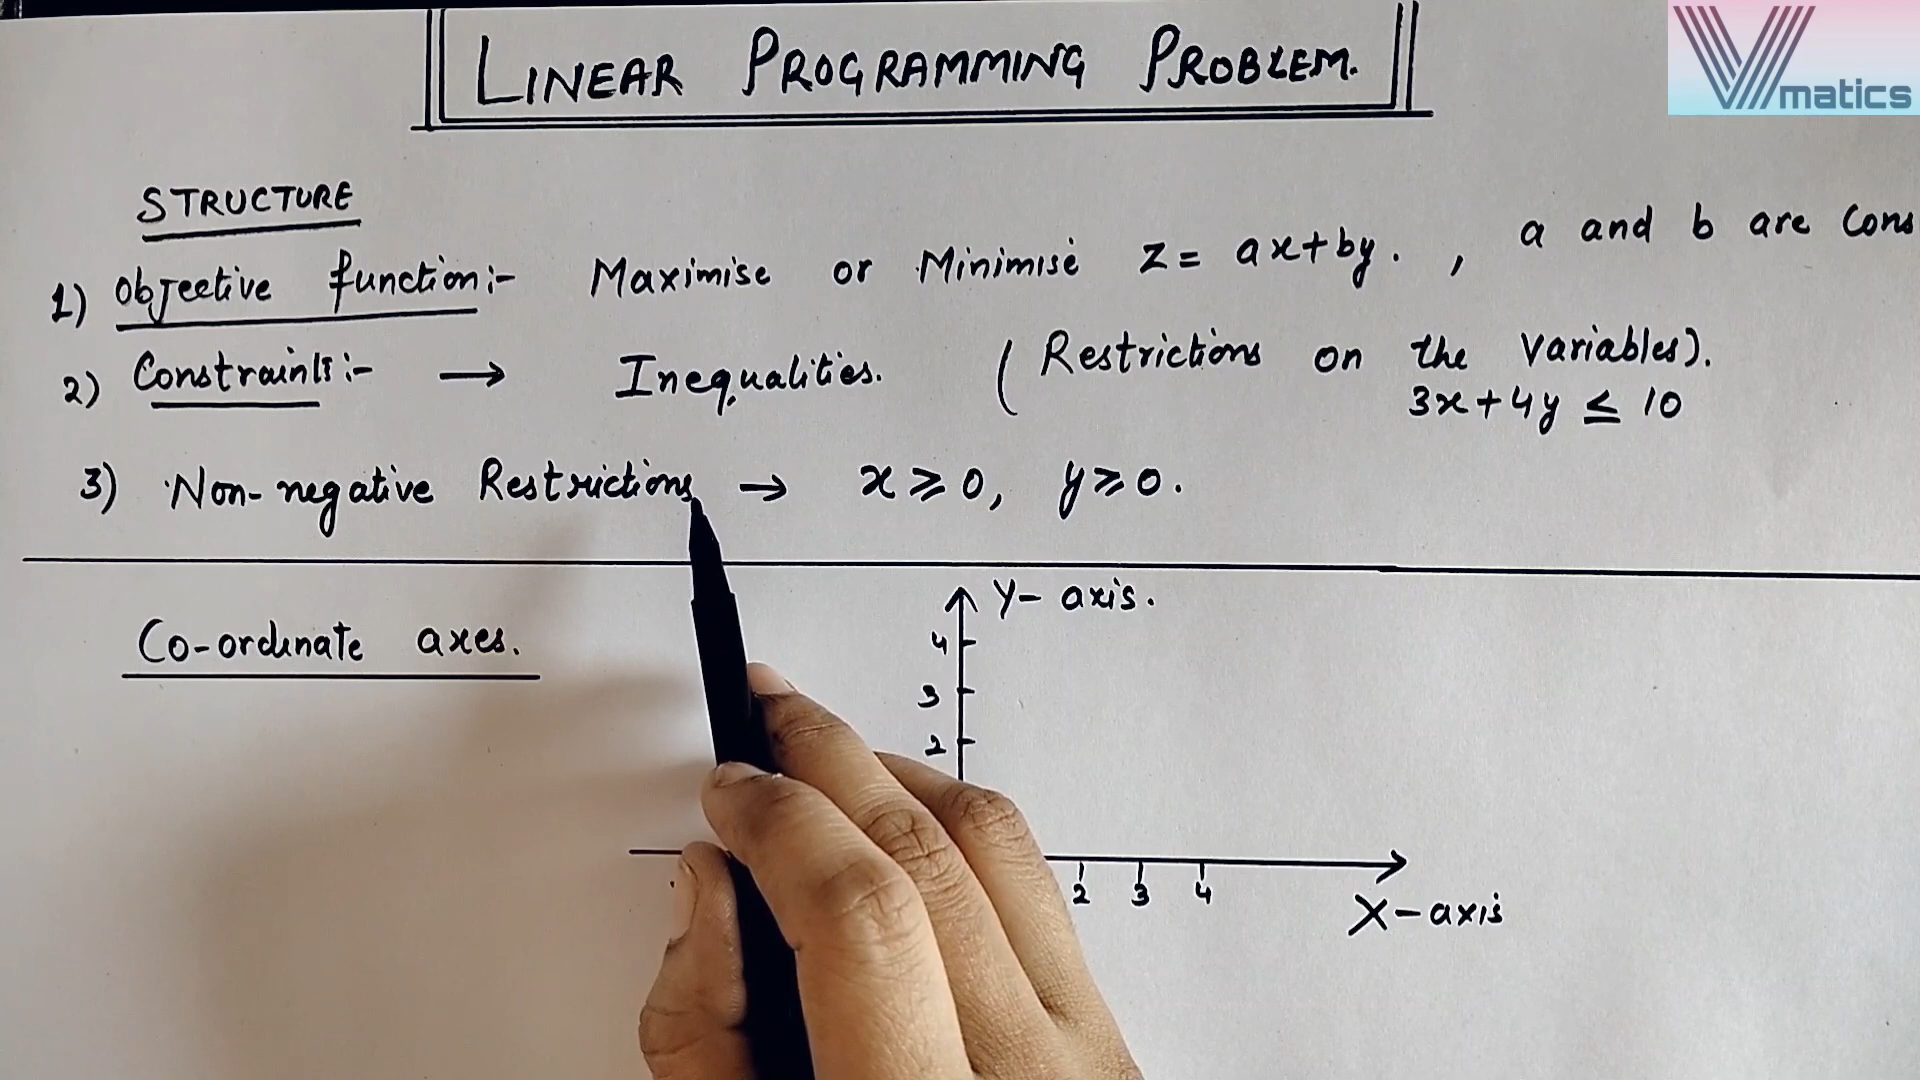 LINEAR PROGRAMMING PROBLEM.
Vmatics
STRUCTURE
1) Objective function:- Maximise or Minimise z= ax+by. , a and b are Cons
2) Constraints:- → Inequalities. (Restrictions on the variables).
3x+4y ≤ 10
3) Non-negative Restrictions → x≥0, y≥0.
Co-ordinate axes.
Y- axis.
4
3
2
2 3 4
X-axis